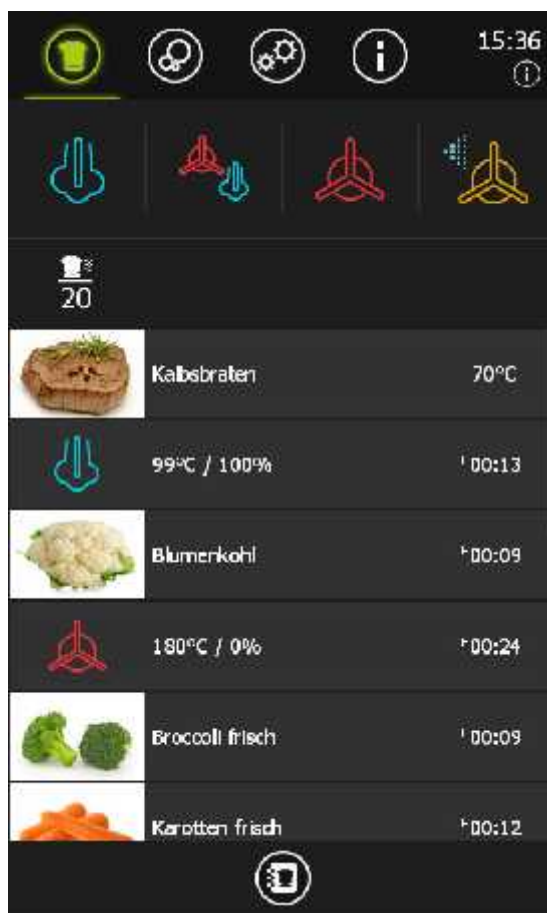 15:36
20
Kalbsbraten 70°C
99°C / 100% 00:13
Blumenkohl 00:09
180°C / 0% 00:24
Broccoli frisch 00:09
Karotten frisch 00:12